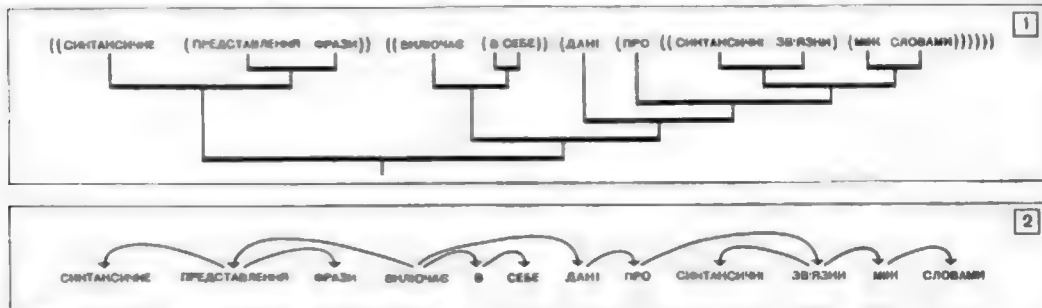 ((СИНТАКСИЧНЕ (ПРЕДСТАВЛЕННЯ ФРАЗИ)) ((ВКЛЮЧАЄ (В СЕБЕ)) (ДАНІ (ПРО ((СИНТАКСИЧНІ ЗВ'ЯЗКИ) (МІЖ СЛОВАМИ))))))
1
2
СИНТАКСИЧНЕ ПРЕДСТАВЛЕННЯ ФРАЗИ ВКЛЮЧАЄ В СЕБЕ ДАНІ ПРО СИНТАКСИЧНІ ЗВ'ЯЗКИ МІЖ СЛОВАМИ